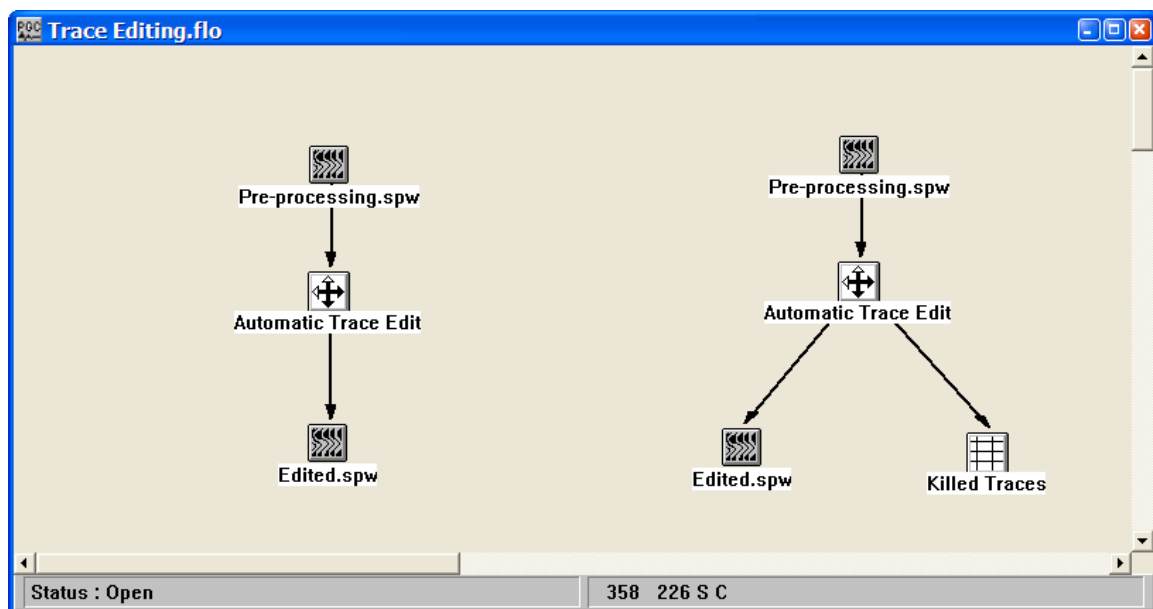 Trace Editing.flo
Pre-processing.spw
Automatic Trace Edit
Edited.spw
Pre-processing.spw
Automatic Trace Edit
Edited.spw
Killed Traces
Status : Open
358 226 S C